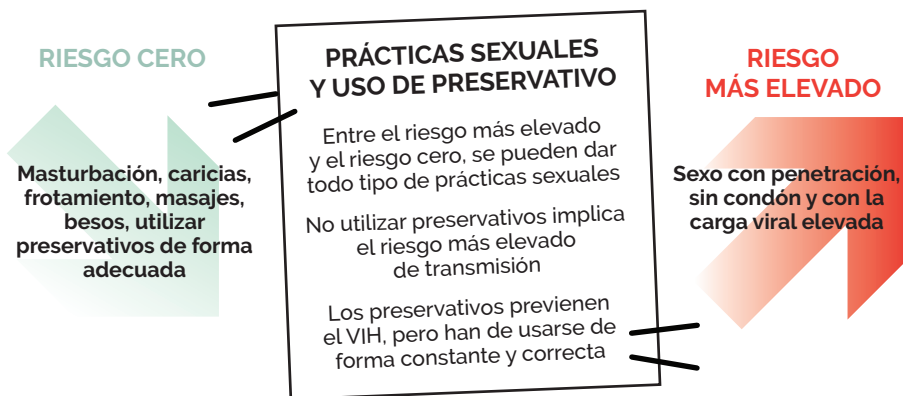 RIESGO CERO
Masturbación, caricias,
frotamiento, masajes,
besos, utilizar
preservativos de forma
adecuada
PRÁCTICAS SEXUALES
Y USO DE PRESERVATIVO
Entre el riesgo más elevado
y el riesgo cero, se pueden dar
todo tipo de prácticas sexuales
No utilizar preservativos implica
el riesgo más elevado
de transmisión
Los preservativos previenen
el VIH, pero han de usarse de
forma constante y correcta
RIESGO
MÁS ELEVADO
Sexo con penetración,
sin condón y con la
carga viral elevada